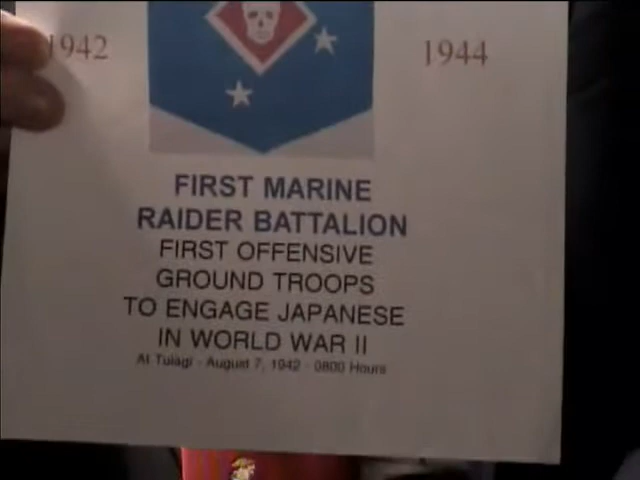 1942 1944
FIRST MARINE
RAIDER BATTALION
FIRST OFFENSIVE
GROUND TROOPS
TO ENGAGE JAPANESE
IN WORLD WAR II
At Tulagi - August 7, 1942 - 0800 Hours